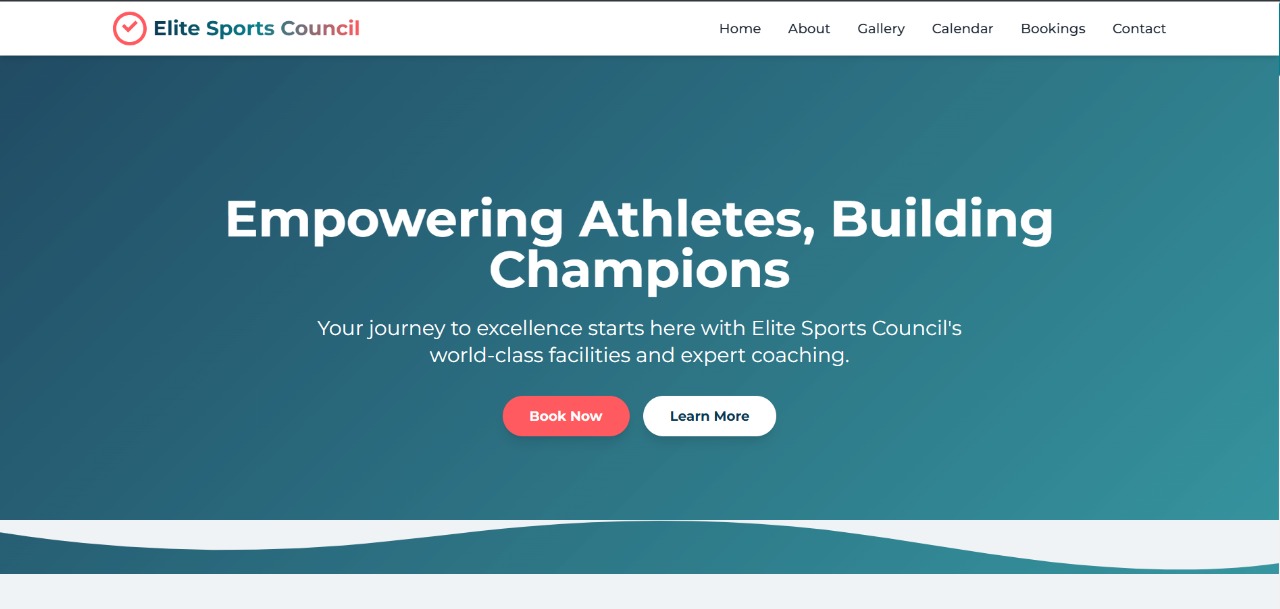 Elite Sports Council
Home About Gallery Calendar Bookings Contact
Empowering Athletes, Building
Champions
Your journey to excellence starts here with Elite Sports Council's
world-class facilities and expert coaching.
Book Now Learn More